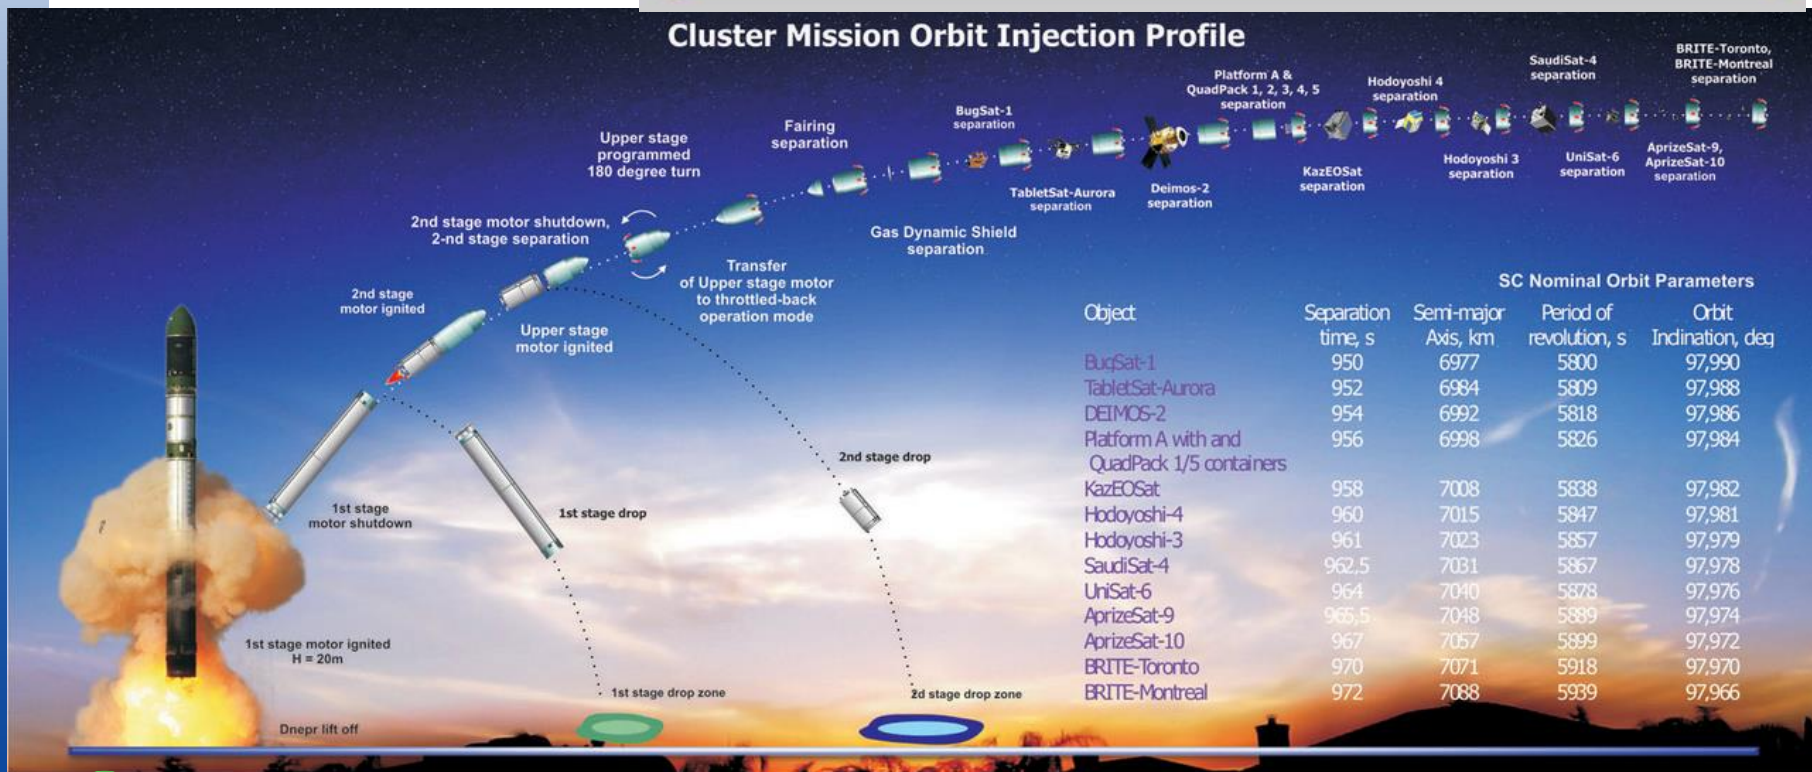 Cluster Mission Orbit Injection Profile
BRITE-Toronto,
BRITE-Montreal
separation
SaudiSat-4
separation
Platform A &
QuadPack 1, 2, 3, 4, 5
separation
Hodoyoshi 4
separation
BugSat-1
separation
Fairing
separation
Upper stage
programmed
180 degree turn
KazEOSat
separation
Hodoyoshi 3
separation
UniSat-6
separation
AprizeSat-9,
AprizeSat-10
separation
TabletSat-Aurora
separation
Deimos-2
separation
2nd stage motor shutdown,
2-nd stage separation
Gas Dynamic Shield
separation
Transfer
of Upper stage motor
to throttled-back
operation mode
2nd stage
motor ignited
Upper stage
motor ignited
2nd stage drop
1st stage
motor shutdown
1st stage drop
1st stage motor ignited
H = 20m
1st stage drop zone
2d stage drop zone
Dnepr lift off
SC Nominal Orbit Parameters
Object Separation Semi-major Period of Orbit
time, s Axis, km revolution, s Inclination, deg
BugSat-1 950 6977 5800 97,990
TabletSat-Aurora 952 6984 5809 97,988
DEIMOS-2 954 6992 5818 97,986
Platform A with and 956 6998 5826 97,984
QuadPack 1/5 containers
KazEOSat 958 7008 5838 97,982
Hodoyoshi-4 960 7015 5847 97,981
Hodoyoshi-3 961 7023 5857 97,979
SaudiSat-4 962,5 7031 5867 97,978
UniSat-6 964 7040 5878 97,976
AprizeSat-9 965,5 7048 5889 97,974
AprizeSat-10 967 7057 5899 97,972
BRITE-Toronto 970 7071 5918 97,970
BRITE-Montreal 972 7088 5939 97,966